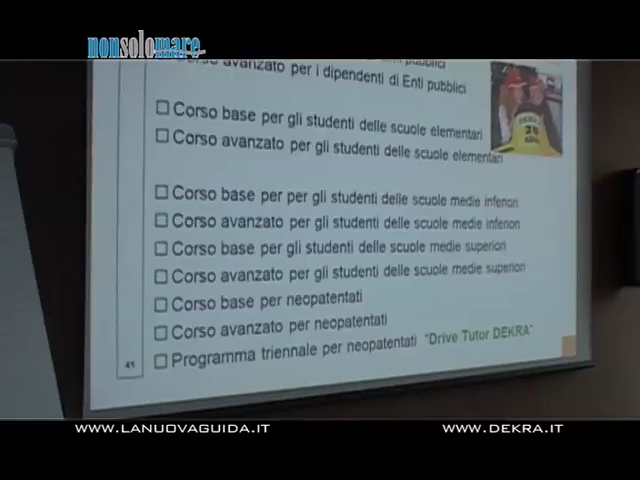 nonsolomare
Corso avanzato per i dipendenti di Enti pubblici
Corso base per gli studenti delle scuole elementari
Corso avanzato per gli studenti delle scuole elementari
Corso base per per gli studenti delle scuole medie inferiori
Corso avanzato per gli studenti delle scuole medie inferiori
Corso base per gli studenti delle scuole medie superiori
Corso avanzato per gli studenti delle scuole medie superiori
Corso base per neopatentati
Corso avanzato per neopatentati
Programma triennale per neopatentati "Drive Tutor DEKRA"
41
WWW.LANUOVAGUIDA.IT
WWW.DEKRA.IT